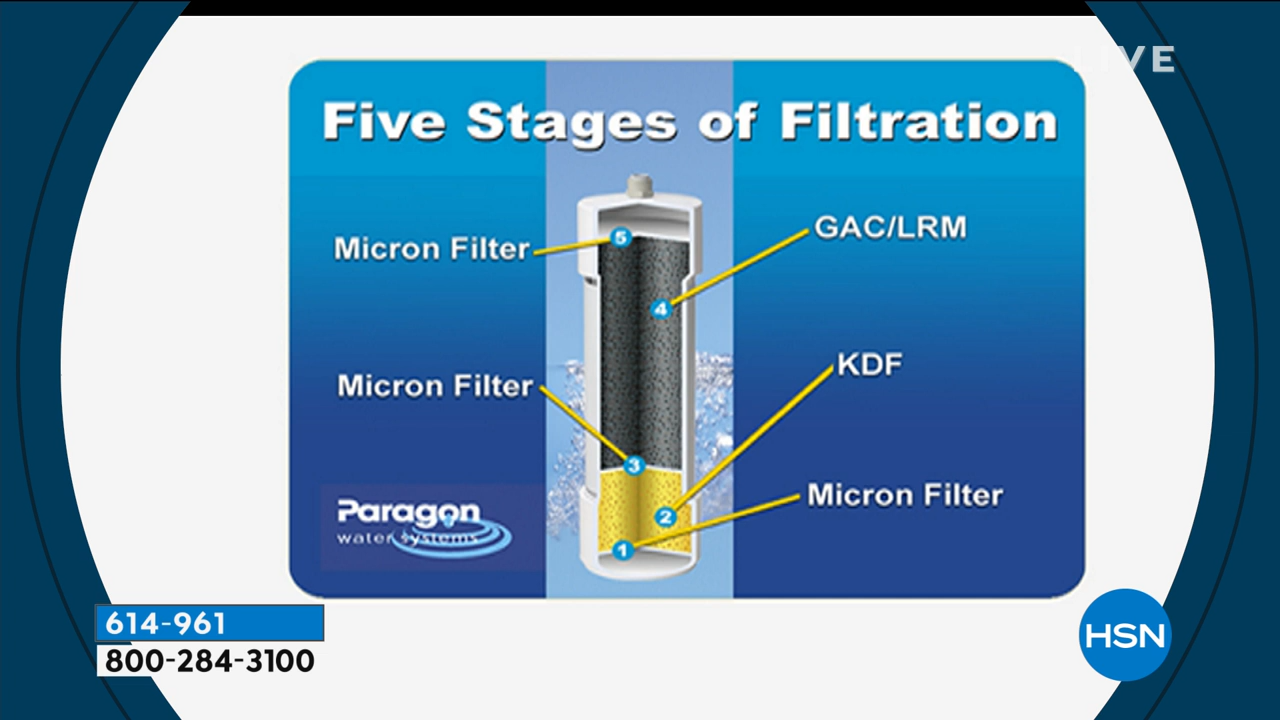 LIVE
Five Stages of Filtration
Micron Filter
5
GAC/LRM
4
Micron Filter
3
KDF
2
Micron Filter
1
Paragon
water systems
614-961
800-284-3100
HSN